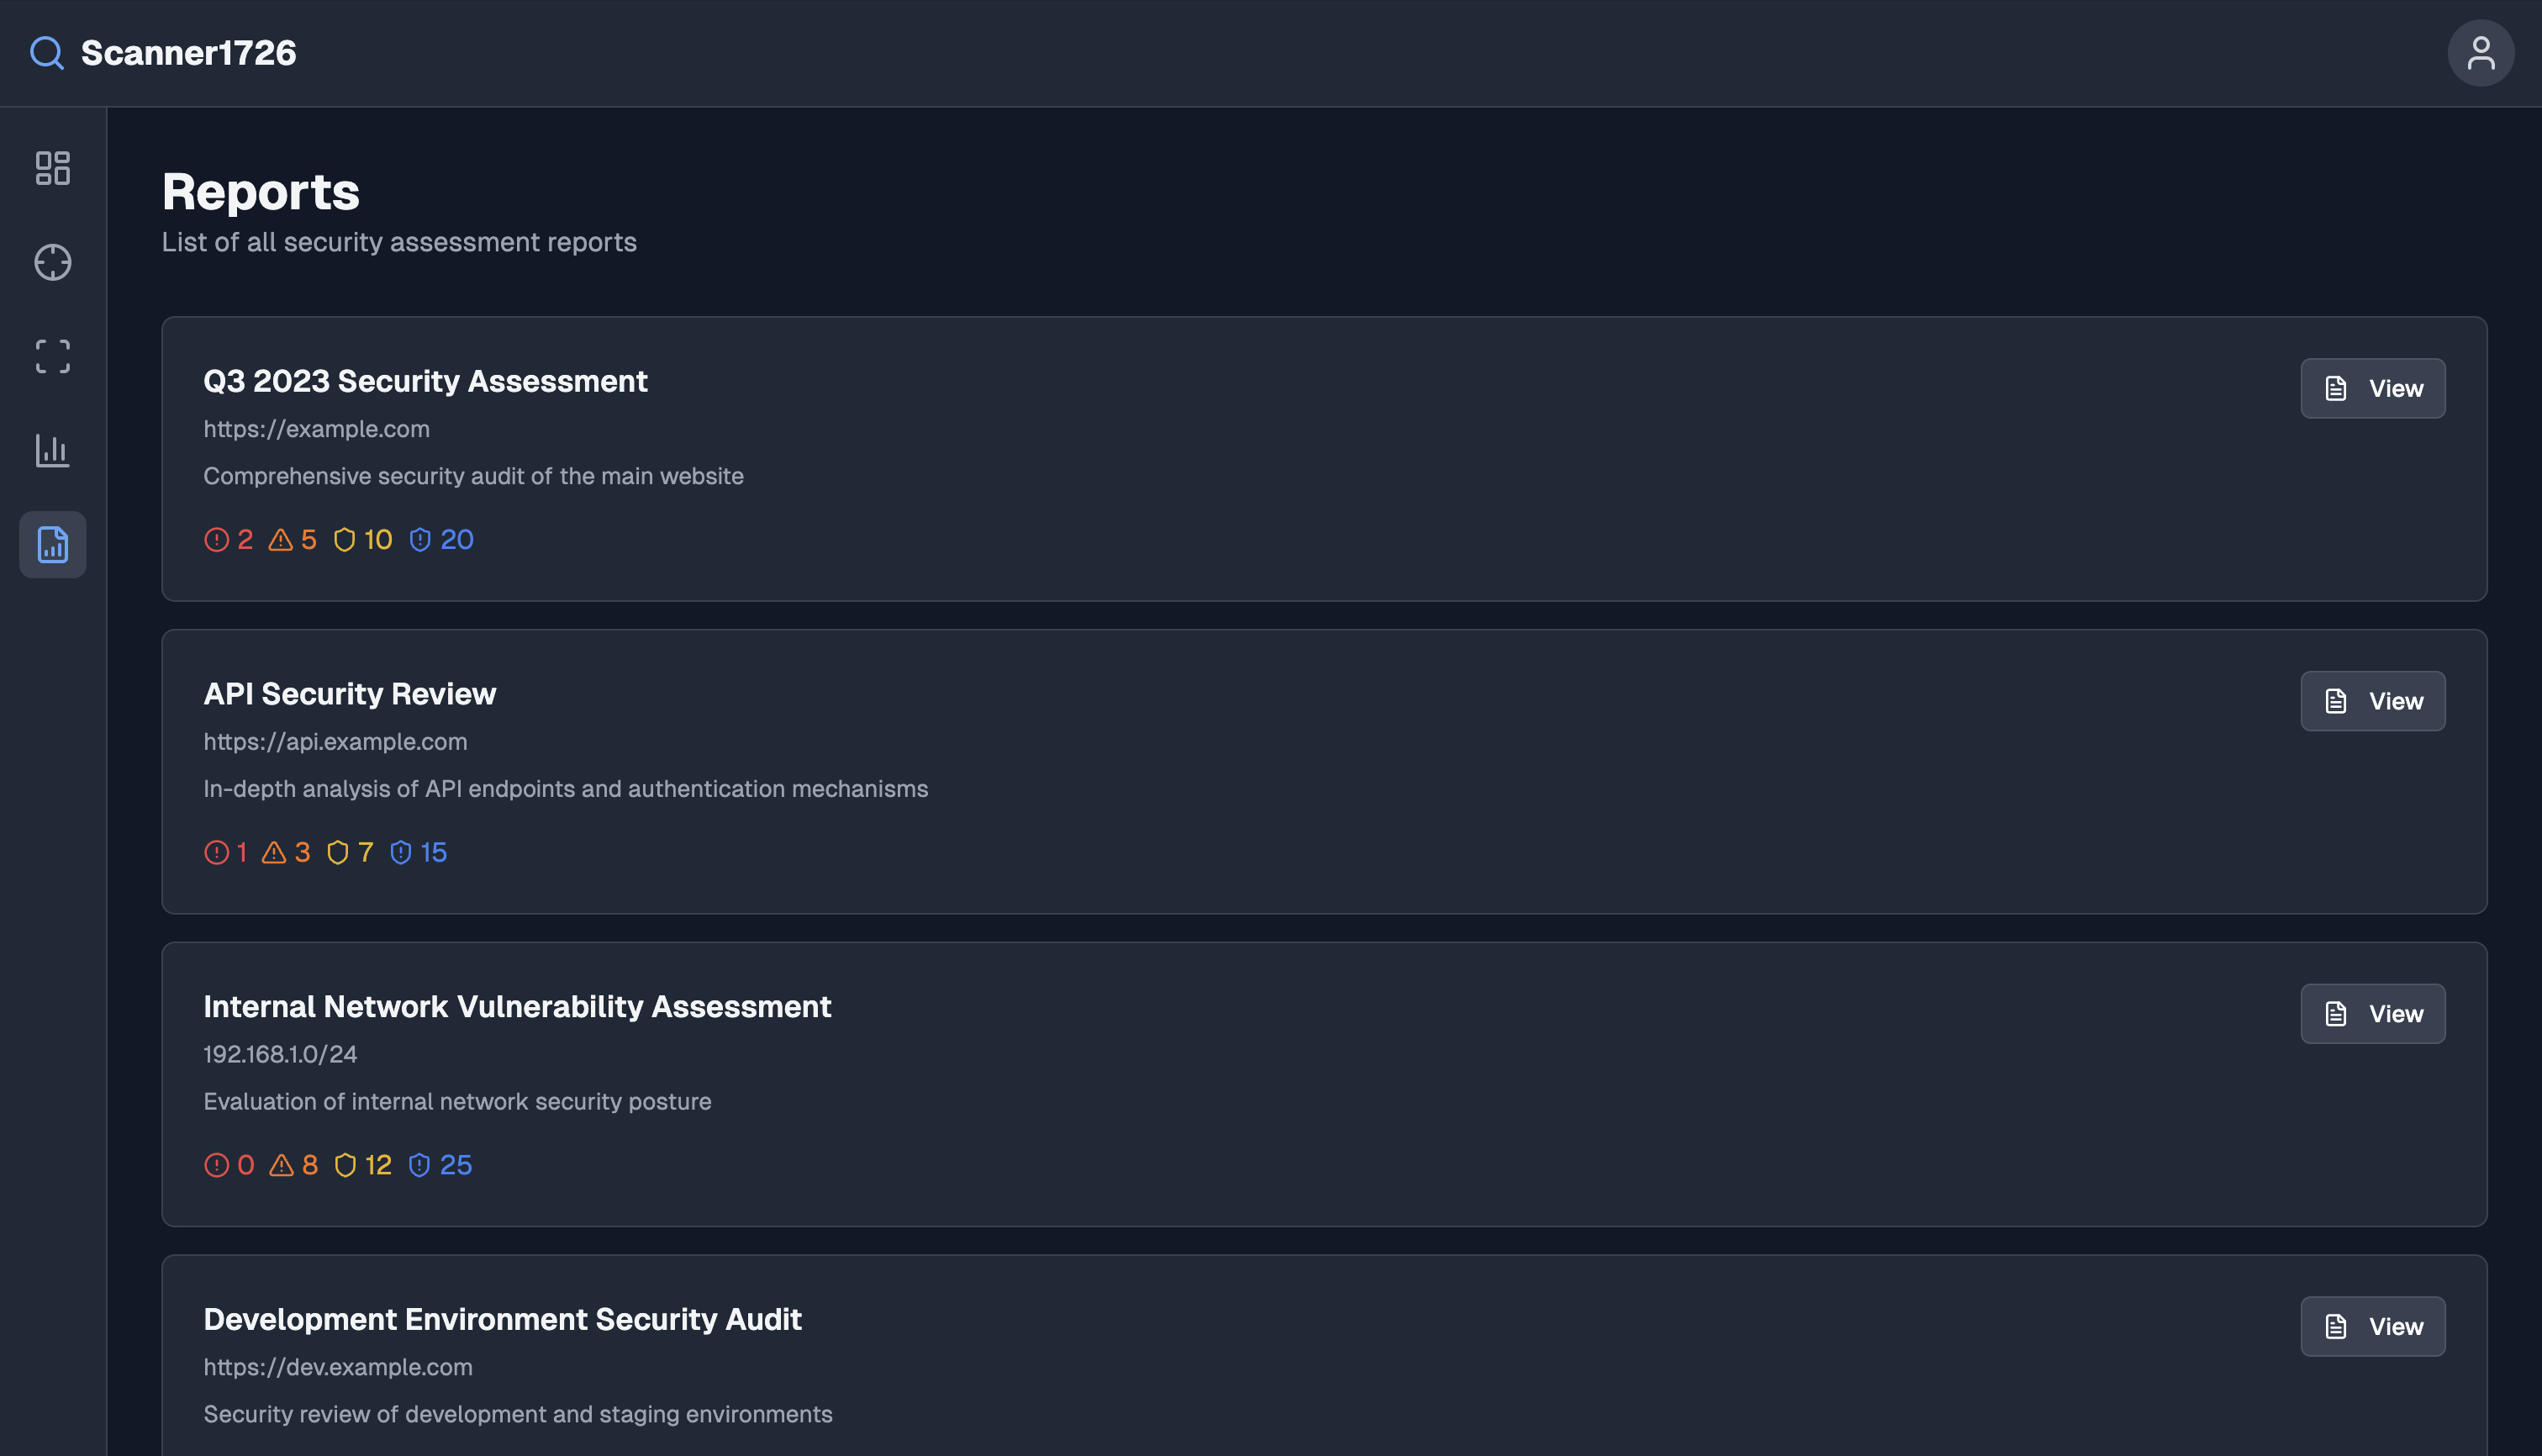 Scanner1726
Reports
List of all security assessment reports
Q3 2023 Security Assessment
View
https://example.com
Comprehensive security audit of the main website
2 5 10 20
API Security Review
View
https://api.example.com
In-depth analysis of API endpoints and authentication mechanisms
1 3 7 15
Internal Network Vulnerability Assessment
View
192.168.1.0/24
Evaluation of internal network security posture
0 8 12 25
Development Environment Security Audit
View
https://dev.example.com
Security review of development and staging environments